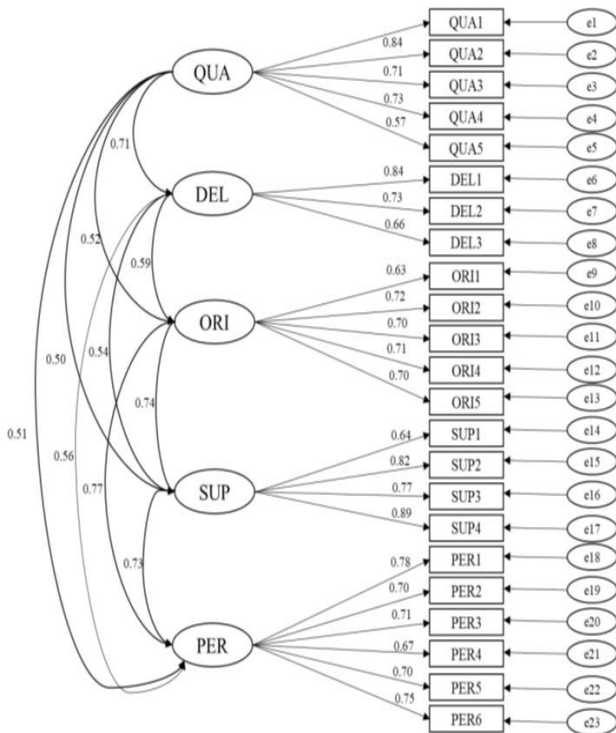 QUA1
e1
0.84
QUA2
e2
QUA
0.71
QUA3
e3
0.73
QUA4
e4
0.57
QUA5
e5
0.71
DEL
0.84
DEL1
e6
0.73
DEL2
e7
0.66
DEL3
e8
0.52
0.59
ORI
0.63
ORI1
e9
0.72
ORI2
e10
0.70
ORI3
e11
0.71
ORI4
e12
0.70
ORI5
e13
0.50
0.54
0.74
0.51
0.56
0.77
SUP
0.64
SUP1
e14
0.82
SUP2
e15
0.77
SUP3
e16
0.89
SUP4
e17
0.73
PER
0.78
PER1
e18
0.70
PER2
e19
0.71
PER3
e20
0.67
PER4
e21
0.70
PER5
e22
0.75
PER6
e23